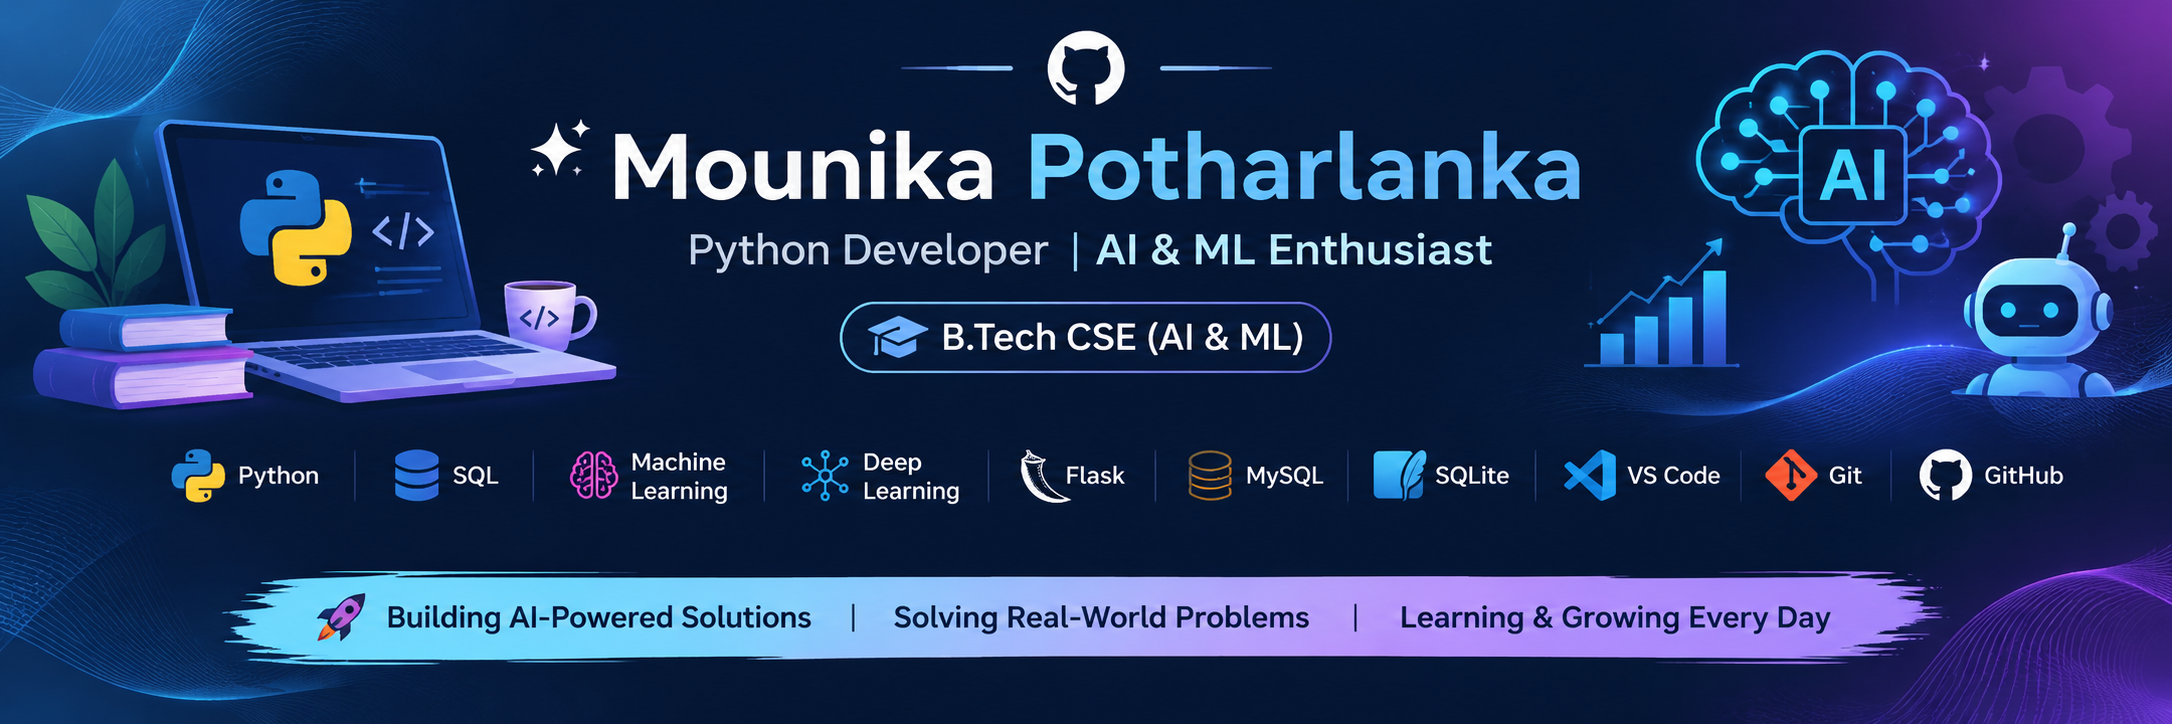 Mounika Potharlanka
Python Developer | AI & ML Enthusiast
B.Tech CSE (AI & ML)
</>
</>
AI
Python
SQL
Machine
Learning
Deep
Learning
Flask
MySQL
SQLite
VS Code
Git
GitHub
Building AI-Powered Solutions | Solving Real-World Problems | Learning & Growing Every Day